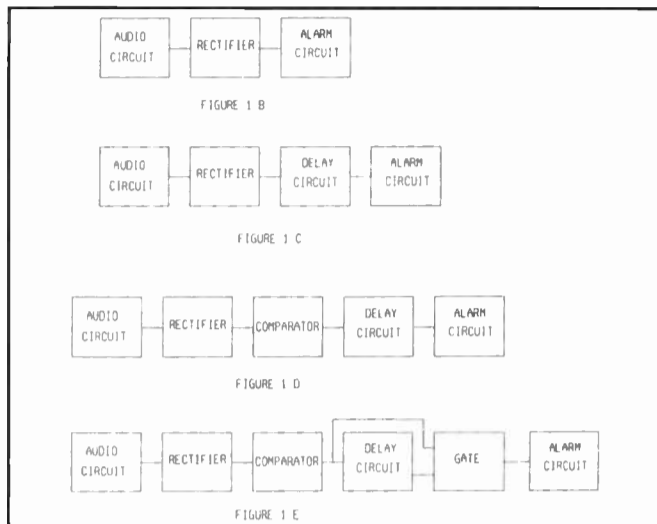 AUDIO CIRCUIT
RECTIFIER
ALARM CIRCUIT
FIGURE 1 B
AUDIO CIRCUIT
RECTIFIER
DELAY CIRCUIT
ALARM CIRCUIT
FIGURE 1 C
AUDIO CIRCUIT
RECTIFIER
COMPARATOR
DELAY CIRCUIT
ALARM CIRCUIT
FIGURE 1 D
AUDIO CIRCUIT
RECTIFIER
COMPARATOR
DELAY CIRCUIT
GATE
ALARM CIRCUIT
FIGURE 1 E